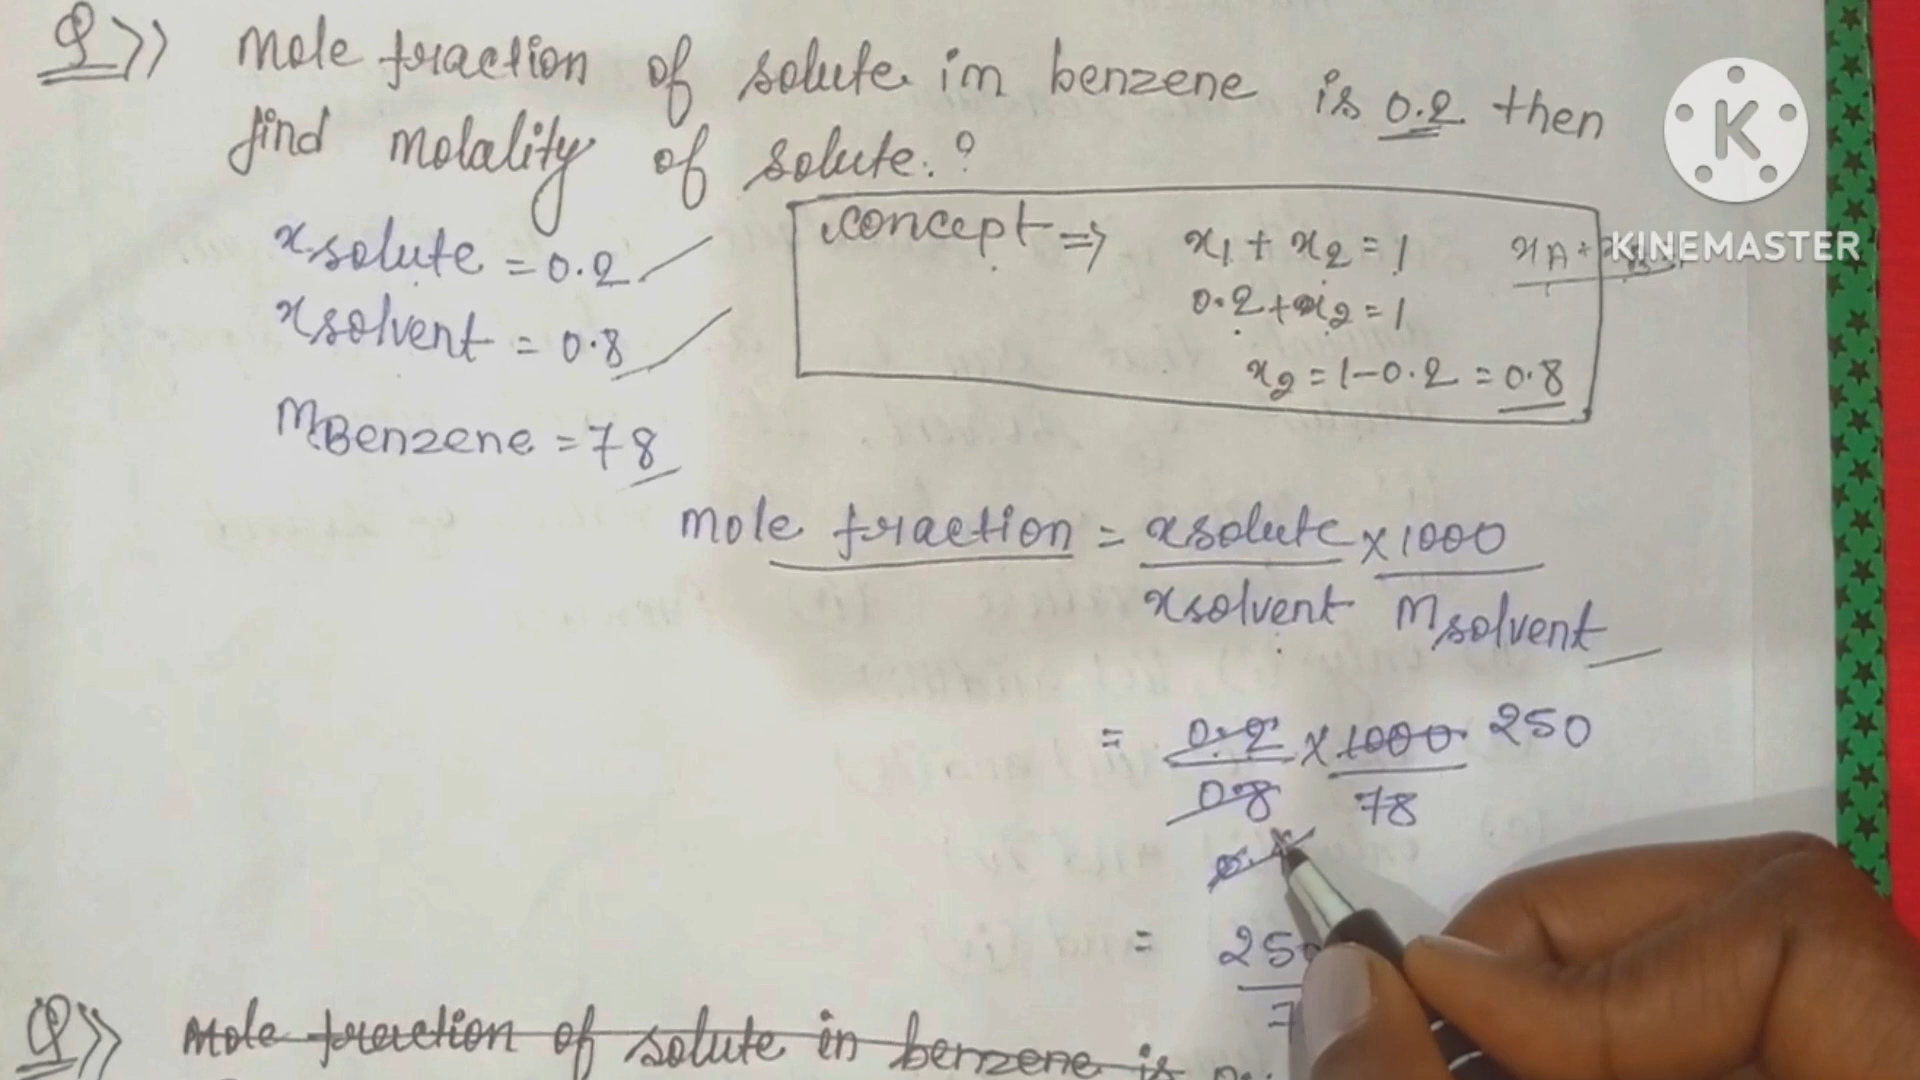 Q>> Mole fraction of solute in benzene is 0.2 then
find molality of solute.?
x solute = 0.2
x solvent = 0.8
M Benzene = 78
concept => x1 + x2 = 1
0.2 + x2 = 1
x2 = 1 - 0.2 = 0.8
xA +
K
KINEMASTER
mole fraction = x solute × 1000
x solvent M solvent
= 0.2 × 1000 250
0.8 78
= 250
7
Q>> Mole fraction of solute in benzene is